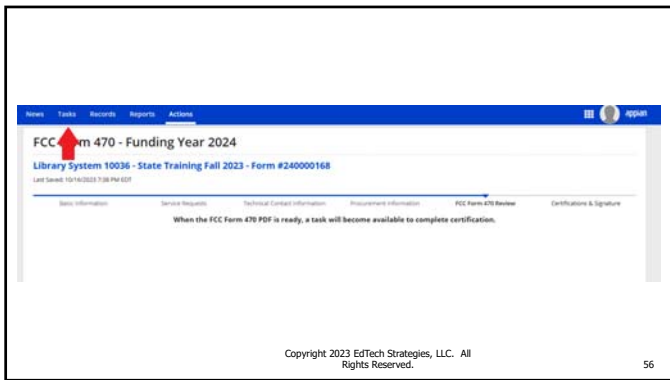 News Tasks Records Reports Actions appian
FCC Form 470 - Funding Year 2024
Library System 10036 - State Training Fall 2023 - Form #240000168
Last Saved: 10/16/2023 7:38 PM EDT
Basic Information Service Requests Technical Contact Information Procurement Information FCC Form 470 Review Certifications & Signature
When the FCC Form 470 PDF is ready, a task will become available to complete certification.
Copyright 2023 EdTech Strategies, LLC. All
Rights Reserved.
56